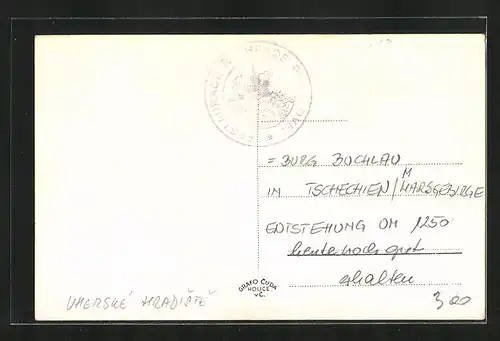 = BURG BUCHLAU
IN TSCHECHIEN / MARSGEBIRGE
ENTSTEHUNG UM 1250
heute noch gut
erhalten
GRAFO ČUDA
HOLICE
V.Č.
UHERSKÉ HRADIŠTĚ
3,00